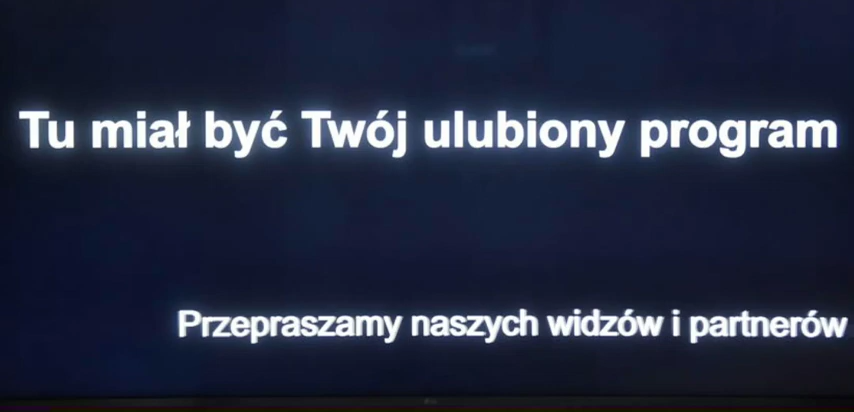 Tu miał być Twój ulubiony program
Przepraszamy naszych widzów i partnerów